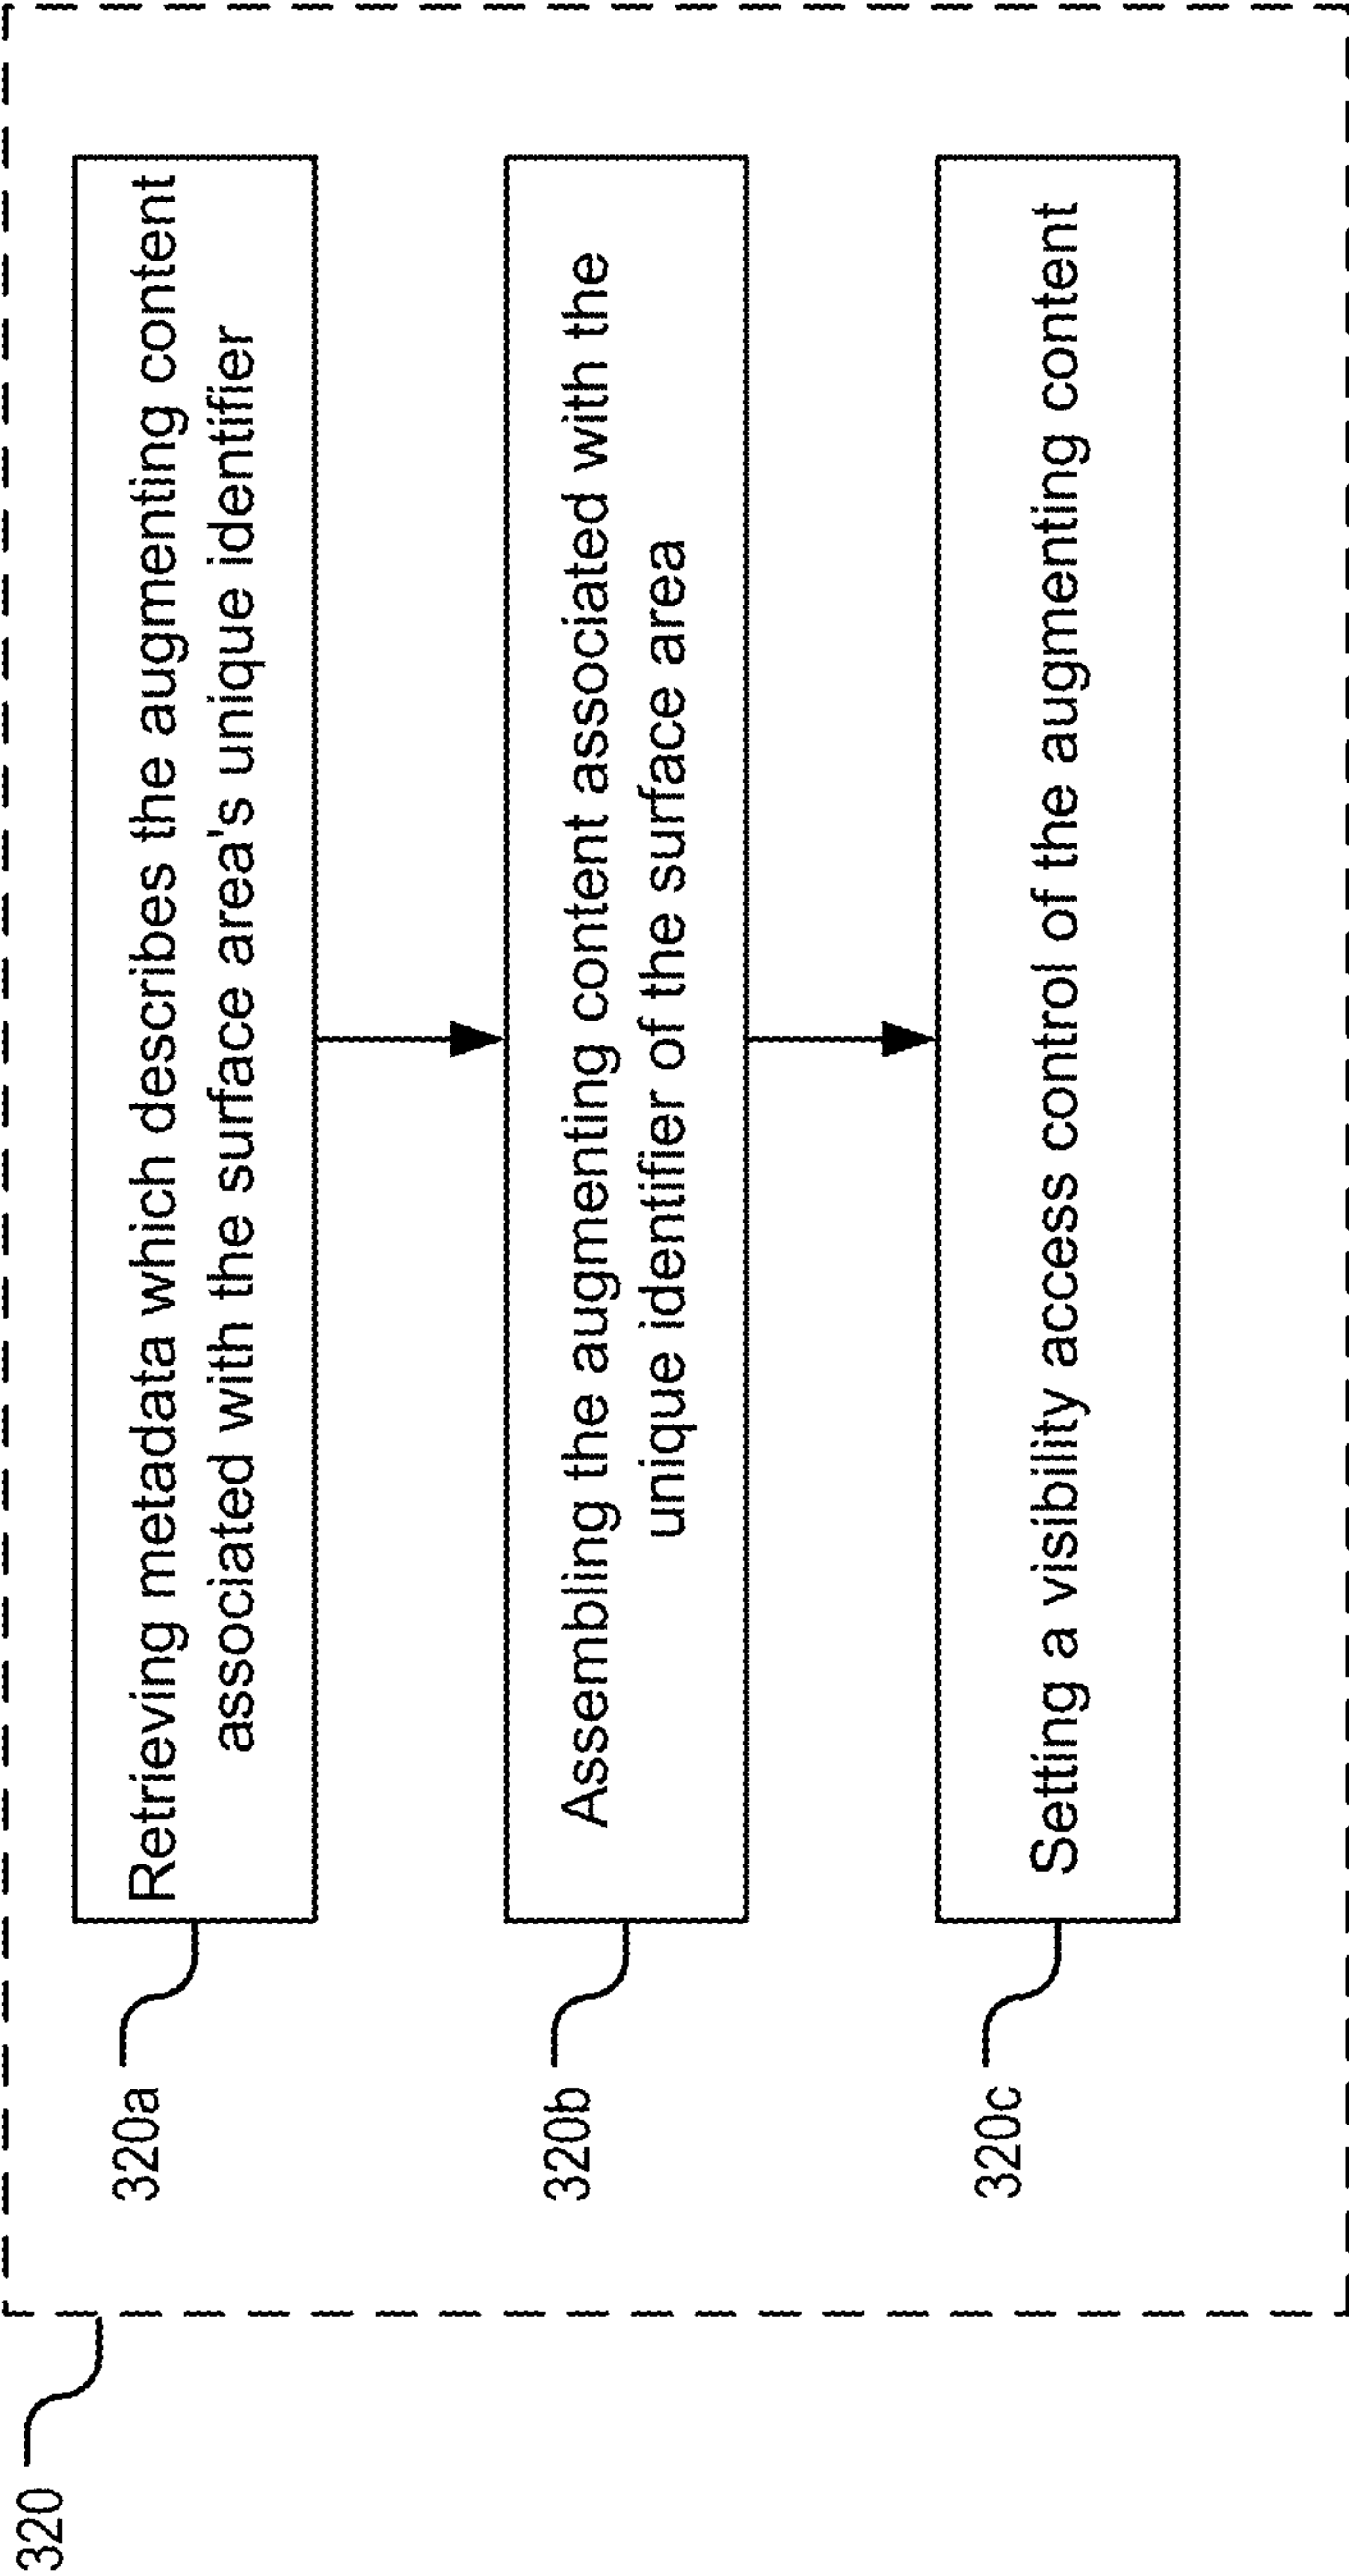 320
320a
Retrieving metadata which describes the augmenting content
associated with the surface area's unique identifier
320b
Assembling the augmenting content associated with the
unique identifier of the surface area
320c
Setting a visibility access control of the augmenting content